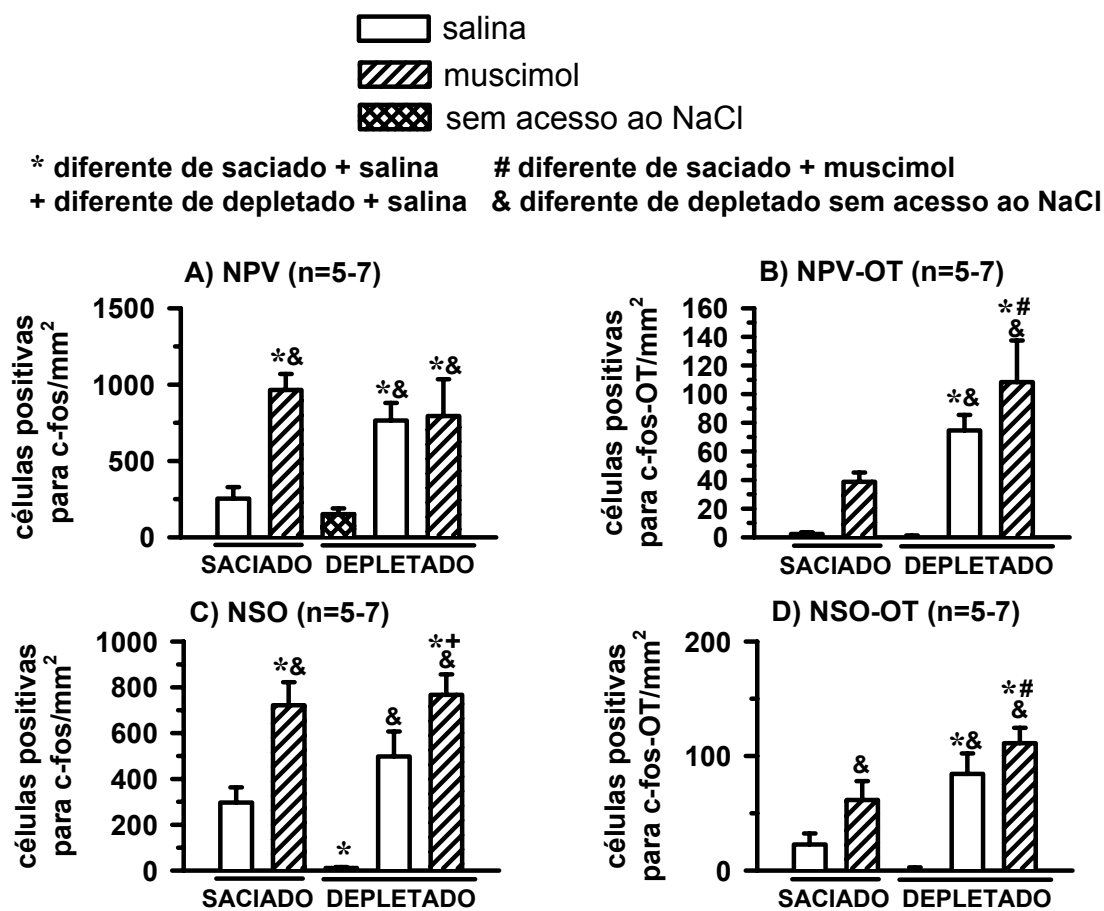 salina
muscimol
sem acesso ao NaCl
* diferente de saciado + salina # diferente de saciado + muscimol
+ diferente de depletado + salina & diferente de depletado sem acesso ao NaCl
A) NPV (n=5-7)
células positivas
para c-fos/mm²
1500
1000
500
0
*&
*&
*&
SACIADO DEPLETADO
B) NPV-OT (n=5-7)
células positivas
para c-fos-OT/mm²
160
140
120
100
80
60
40
20
0
*&
*#
&
SACIADO DEPLETADO
C) NSO (n=5-7)
células positivas
para c-fos/mm²
1000
800
600
400
200
0
*&
*
&
*+
&
SACIADO DEPLETADO
D) NSO-OT (n=5-7)
células positivas
para c-fos-OT/mm²
200
100
0
&
*&
*#
&
SACIADO DEPLETADO